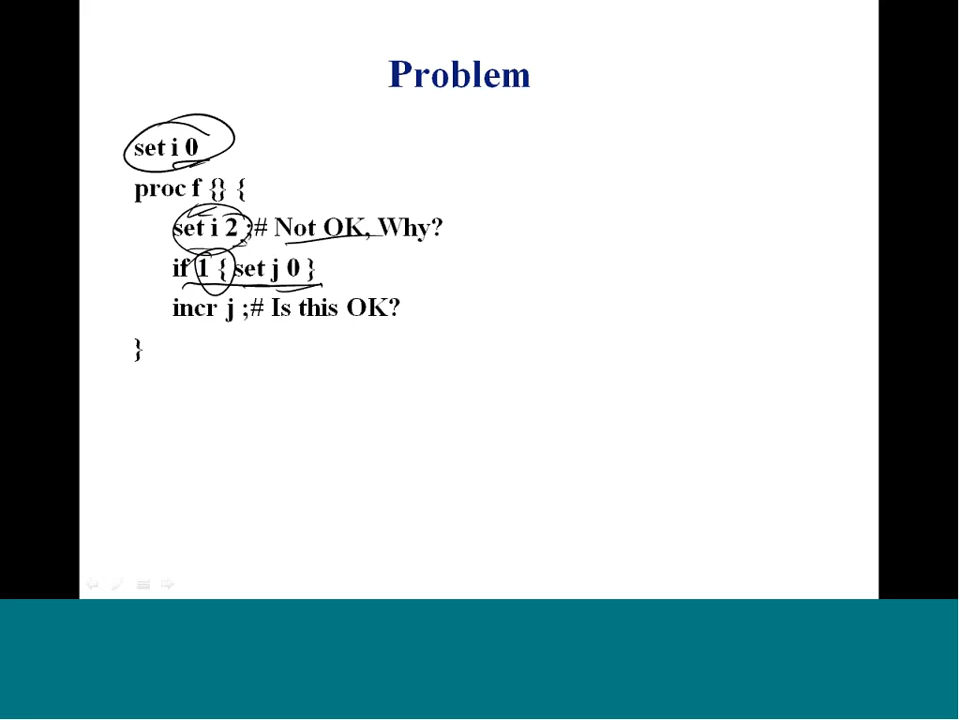 Problem
set i 0
proc f {} {
set i 2 ;# Not OK, Why?
if 1 { set j 0 }
incr j ;# Is this OK?
}